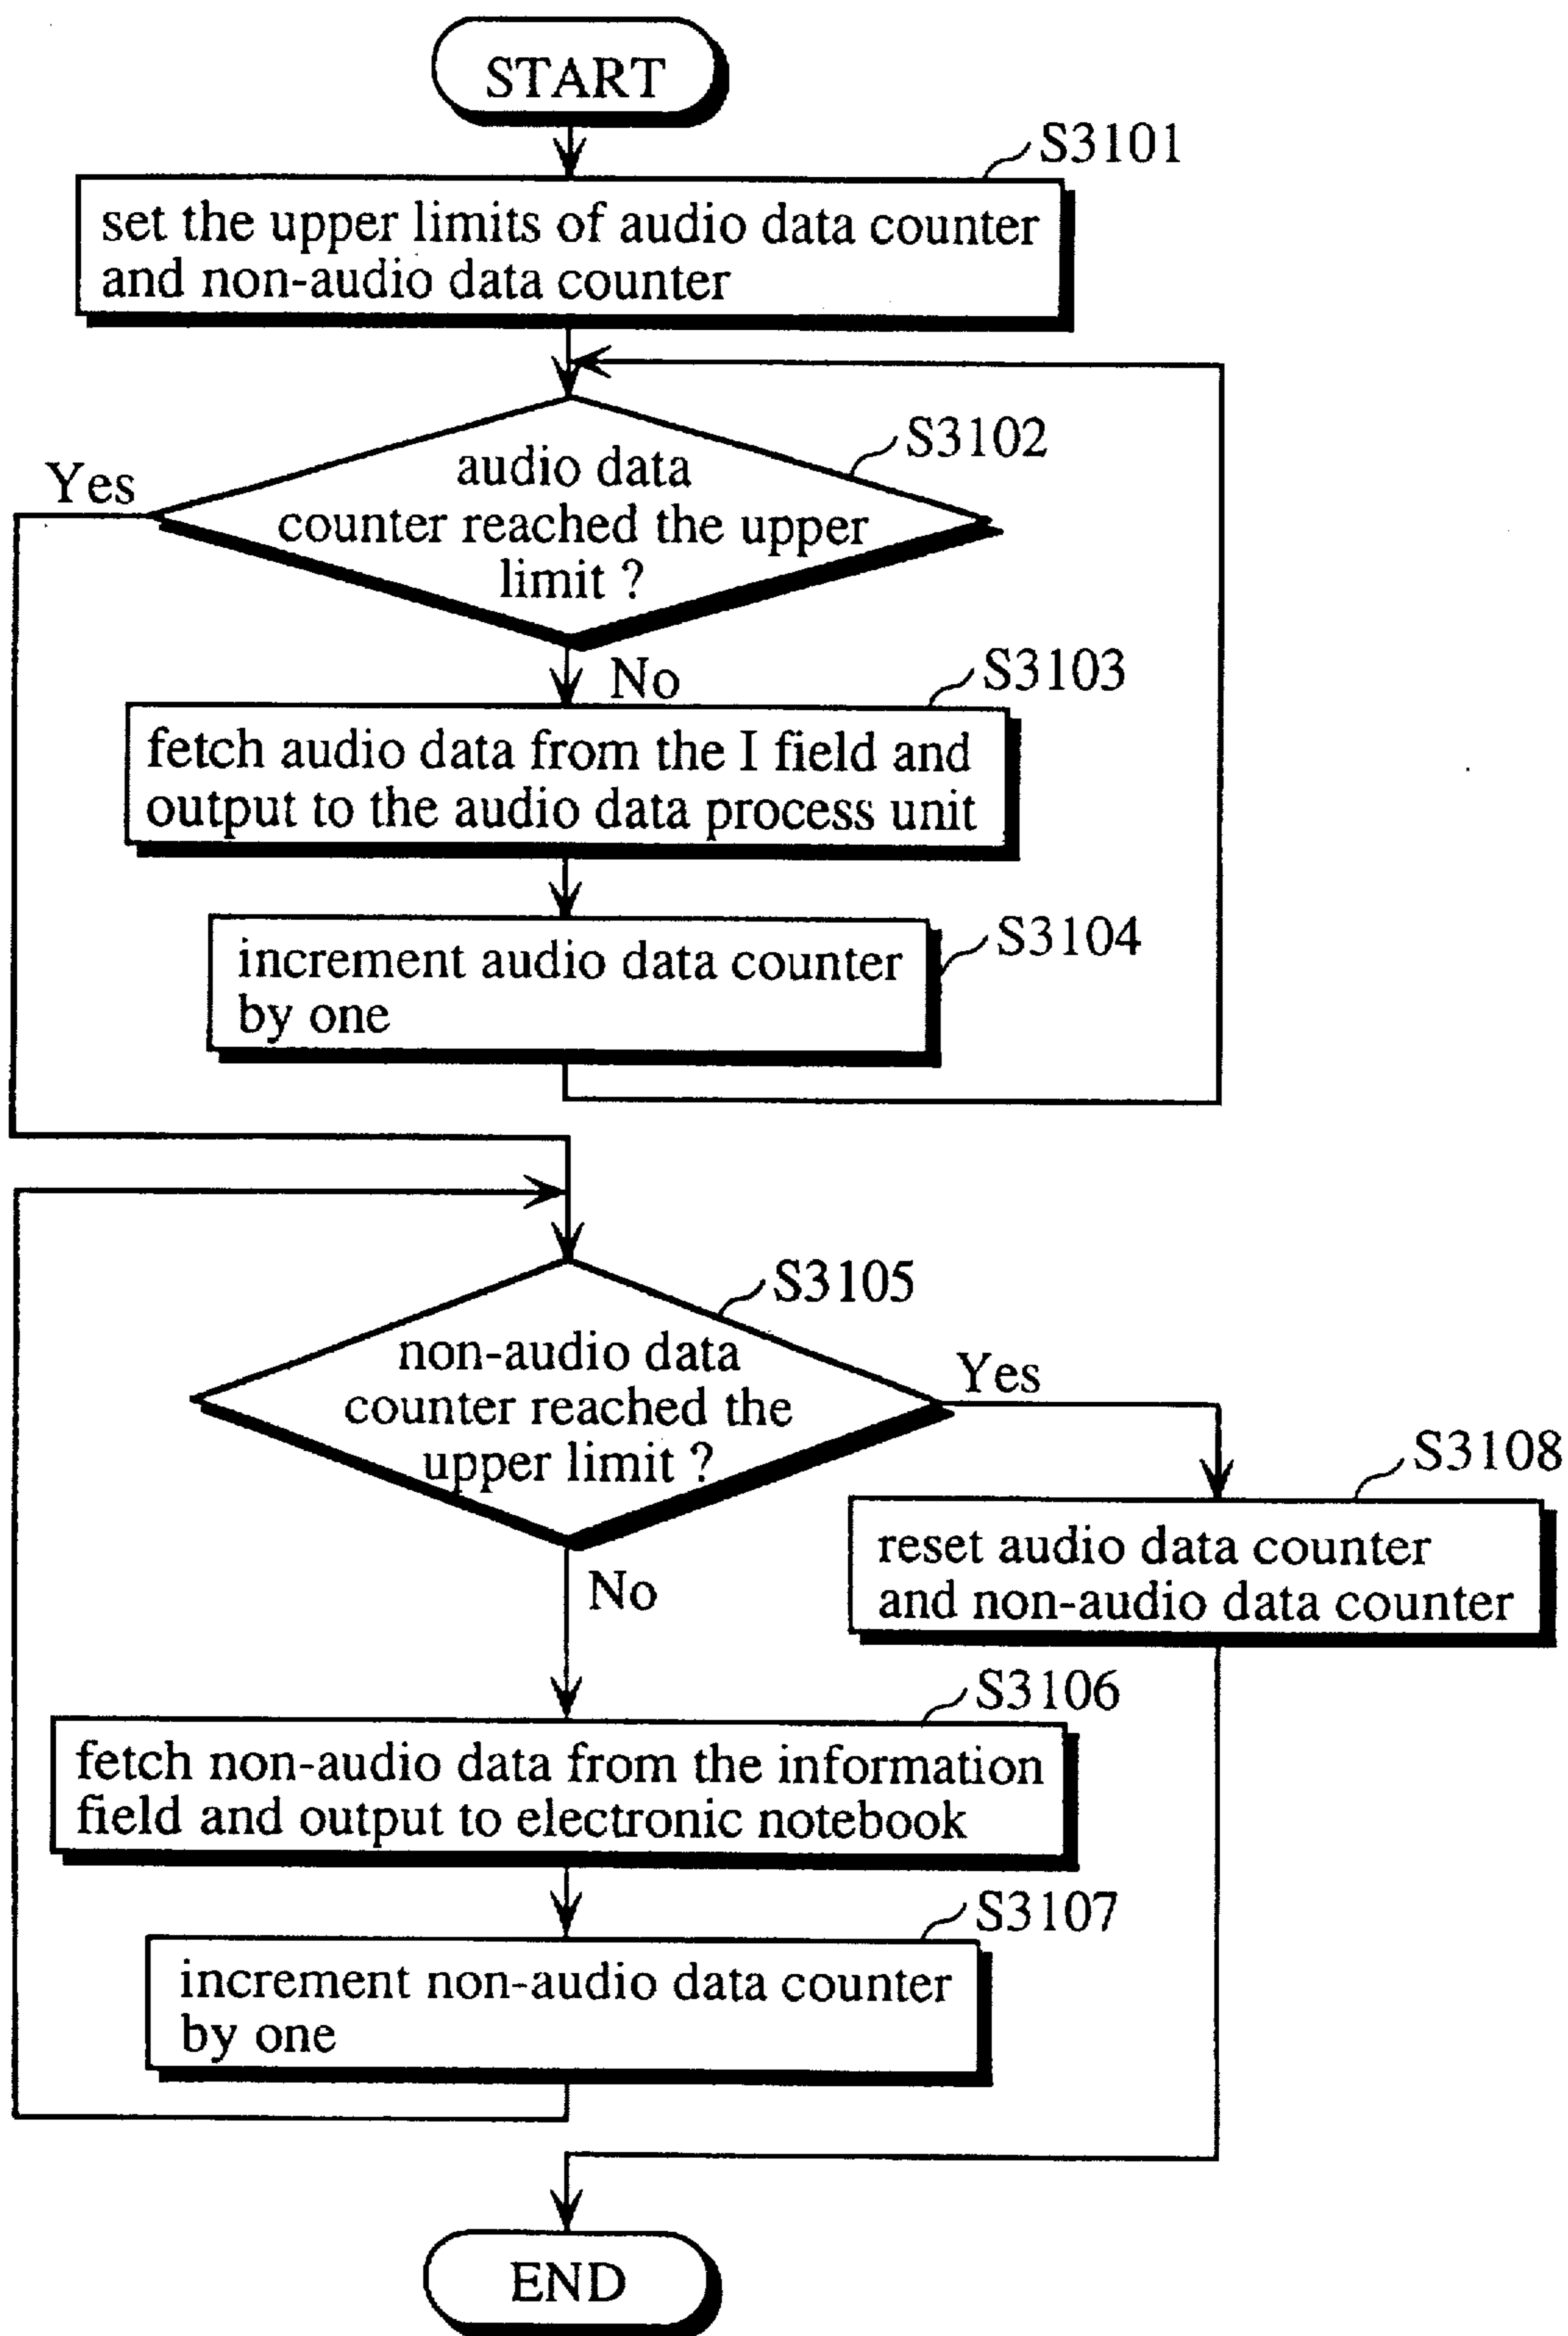 START
S3101
set the upper limits of audio data counter
and non-audio data counter
S3102
Yes
audio data
counter reached the upper
limit ?
No
S3103
fetch audio data from the I field and
output to the audio data process unit
S3104
increment audio data counter
by one
S3105
non-audio data
counter reached the
upper limit ?
Yes
S3108
reset audio data counter
and non-audio data counter
No
S3106
fetch non-audio data from the information
field and output to electronic notebook
S3107
increment non-audio data counter
by one
END